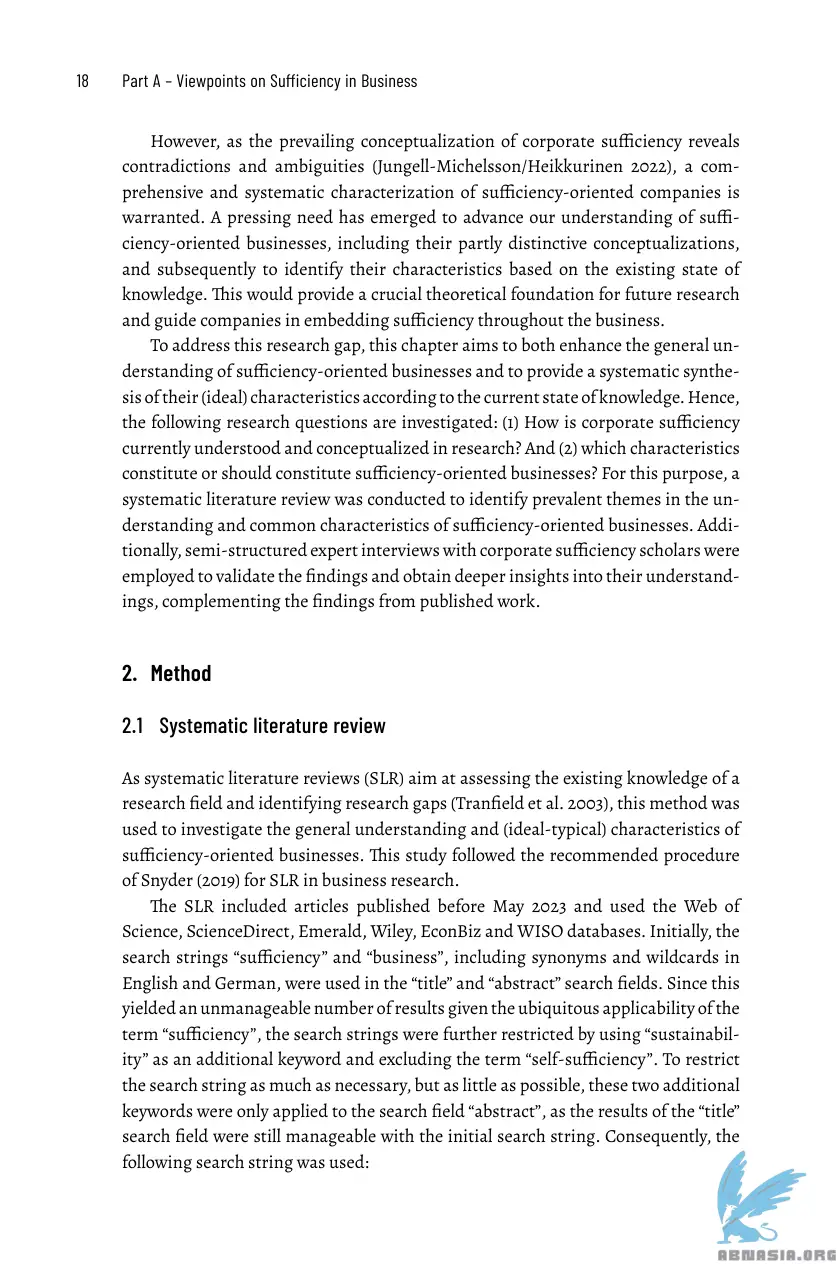 18 Part A – Viewpoints on Sufficiency in Business
However, as the prevailing conceptualization of corporate sufficiency reveals
contradictions and ambiguities (Jungell-Michelsson/Heikkurinen 2022), a com-
prehensive and systematic characterization of sufficiency-oriented companies is
warranted. A pressing need has emerged to advance our understanding of suffi-
ciency-oriented businesses, including their partly distinctive conceptualizations,
and subsequently to identify their characteristics based on the existing state of
knowledge. This would provide a crucial theoretical foundation for future research
and guide companies in embedding sufficiency throughout the business.
To address this research gap, this chapter aims to both enhance the general un-
derstanding of sufficiency-oriented businesses and to provide a systematic synthe-
sis of their (ideal) characteristics according to the current state of knowledge. Hence,
the following research questions are investigated: (1) How is corporate sufficiency
currently understood and conceptualized in research? And (2) which characteristics
constitute or should constitute sufficiency-oriented businesses? For this purpose, a
systematic literature review was conducted to identify prevalent themes in the un-
derstanding and common characteristics of sufficiency-oriented businesses. Addi-
tionally, semi-structured expert interviews with corporate sufficiency scholars were
employed to validate the findings and obtain deeper insights into their understand-
ings, complementing the findings from published work.
2. Method
2.1 Systematic literature review
As systematic literature reviews (SLR) aim at assessing the existing knowledge of a
research field and identifying research gaps (Tranfield et al. 2003), this method was
used to investigate the general understanding and (ideal-typical) characteristics of
sufficiency-oriented businesses. This study followed the recommended procedure
of Snyder (2019) for SLR in business research.
The SLR included articles published before May 2023 and used the Web of
Science, ScienceDirect, Emerald, Wiley, EconBiz and WISO databases. Initially, the
search strings “sufficiency” and “business”, including synonyms and wildcards in
English and German, were used in the “title” and “abstract” search fields. Since this
yielded an unmanageable number of results given the ubiquitous applicability of the
term “sufficiency”, the search strings were further restricted by using “sustainabil-
ity” as an additional keyword and excluding the term “self-sufficiency”. To restrict
the search string as much as necessary, but as little as possible, these two additional
keywords were only applied to the search field “abstract”, as the results of the “title”
search field were still manageable with the initial search string. Consequently, the
following search string was used:
ABNASIA.ORG